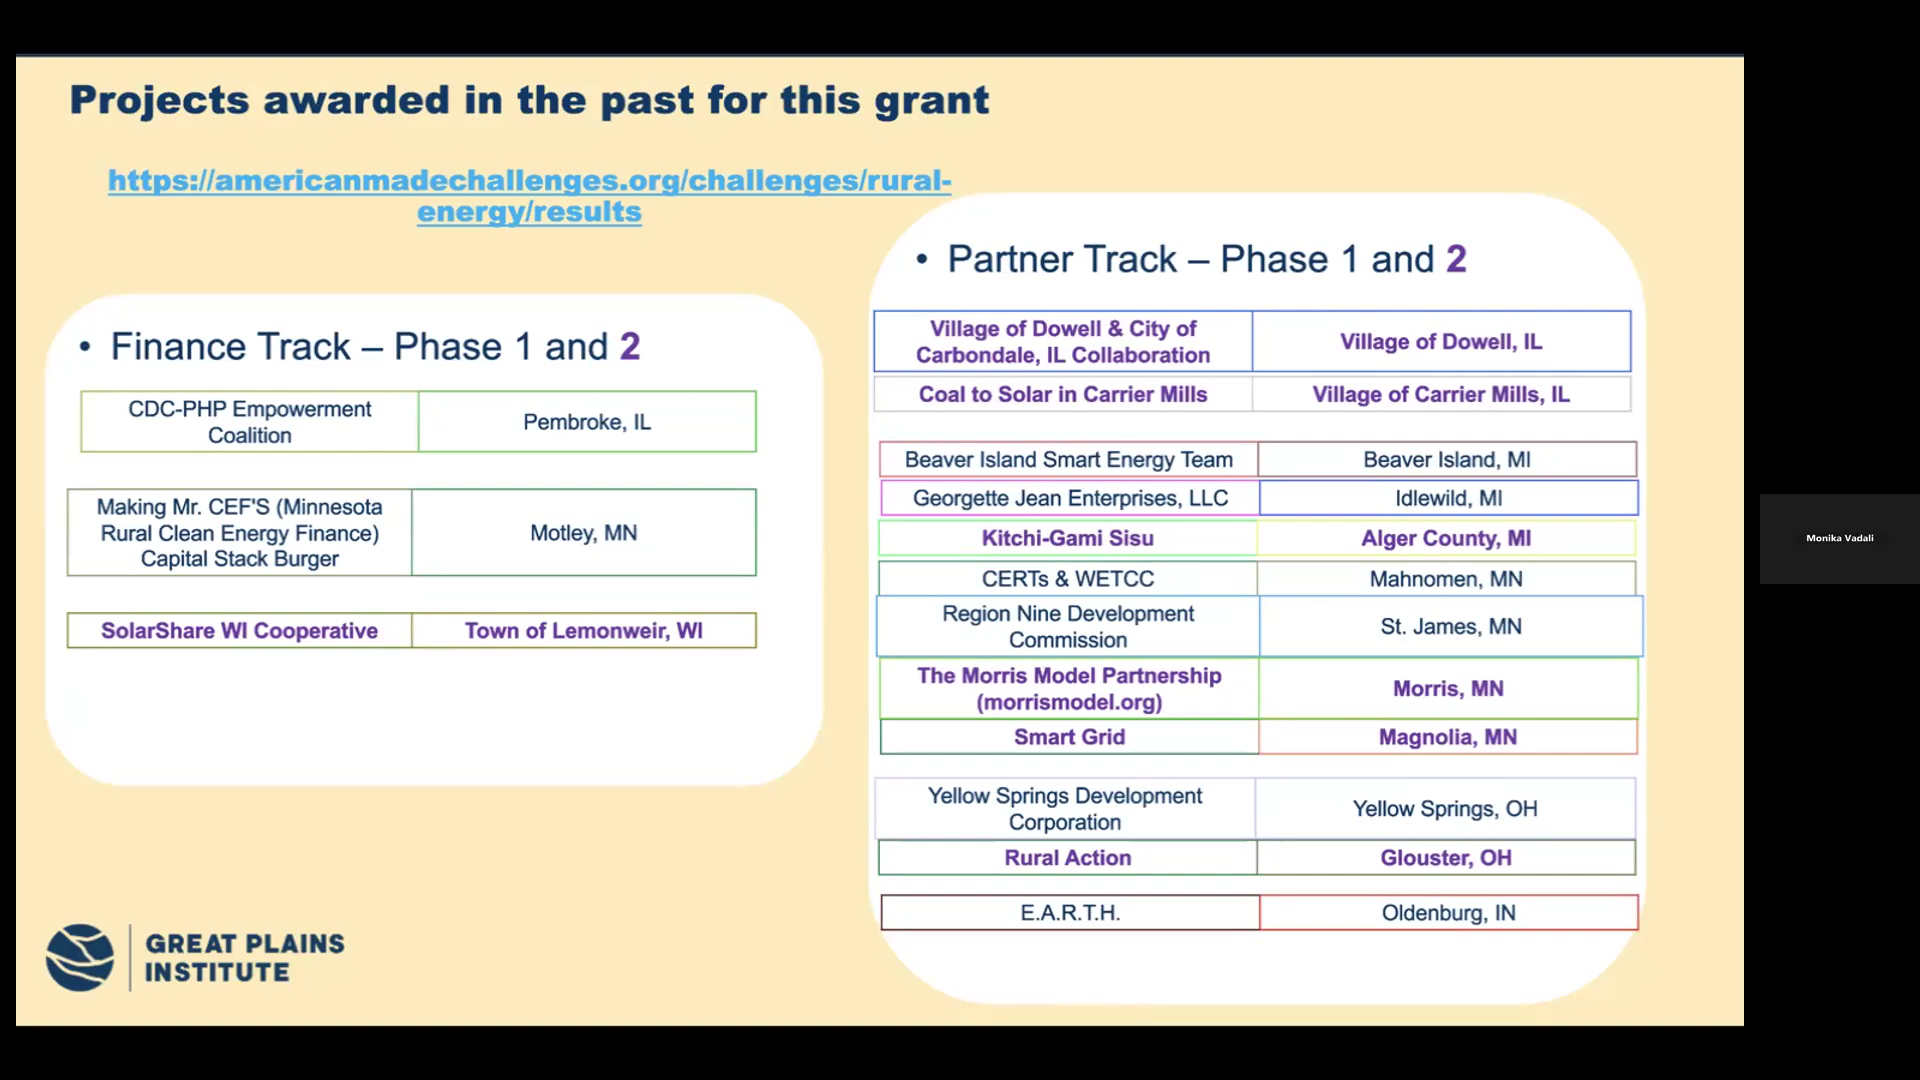 Projects awarded in the past for this grant
https://americanmadechallenges.org/challenges/rural-
energy/results
• Finance Track – Phase 1 and 2
CDC-PHP Empowerment
Coalition
Pembroke, IL
Making Mr. CEF'S (Minnesota
Rural Clean Energy Finance)
Capital Stack Burger
Motley, MN
SolarShare WI Cooperative
Town of Lemonweir, WI
• Partner Track – Phase 1 and 2
Village of Dowell & City of
Carbondale, IL Collaboration
Village of Dowell, IL
Coal to Solar in Carrier Mills
Village of Carrier Mills, IL
Beaver Island Smart Energy Team
Beaver Island, MI
Georgette Jean Enterprises, LLC
Idlewild, MI
Kitchi-Gami Sisu
Alger County, MI
CERTs & WETCC
Mahnomen, MN
Region Nine Development
Commission
St. James, MN
The Morris Model Partnership
(morrismodel.org)
Morris, MN
Smart Grid
Magnolia, MN
Yellow Springs Development
Corporation
Yellow Springs, OH
Rural Action
Glouster, OH
E.A.R.T.H.
Oldenburg, IN
GREAT PLAINS
INSTITUTE
Monika Vadali